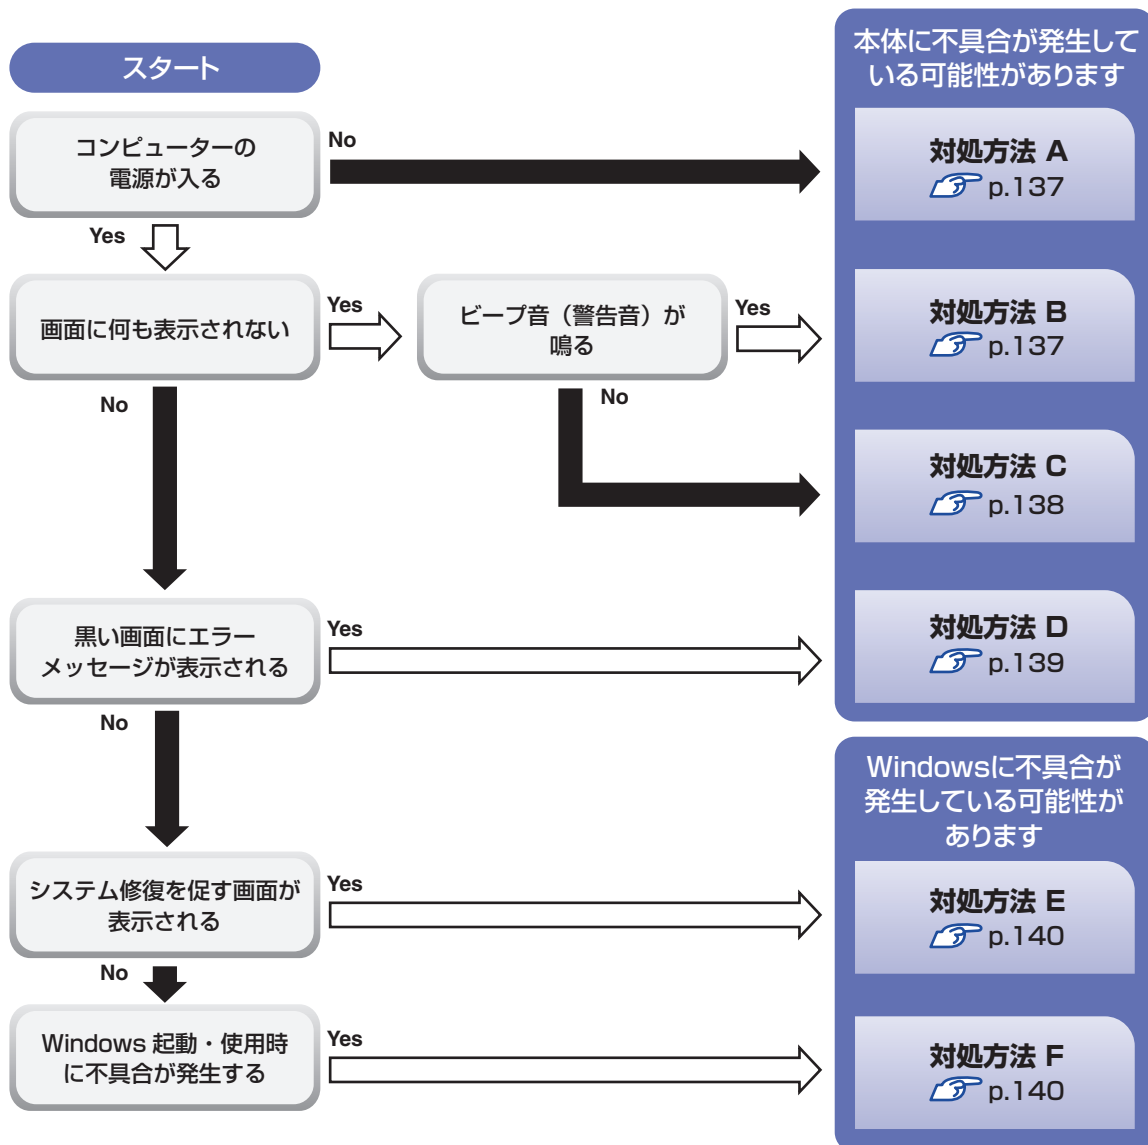 スタート
コンピューターの
電源が入る
No
Yes
画面に何も表示されない
Yes
ビープ音（警告音）が
鳴る
Yes
No
No
黒い画面にエラー
メッセージが表示される
Yes
No
システム修復を促す画面が
表示される
Yes
No
Windows 起動・使用時
に不具合が発生する
Yes
本体に不具合が発生して
いる可能性があります
対処方法 A
p.137
対処方法 B
p.137
対処方法 C
p.138
対処方法 D
p.139
Windowsに不具合が
発生している可能性が
あります
対処方法 E
p.140
対処方法 F
p.140